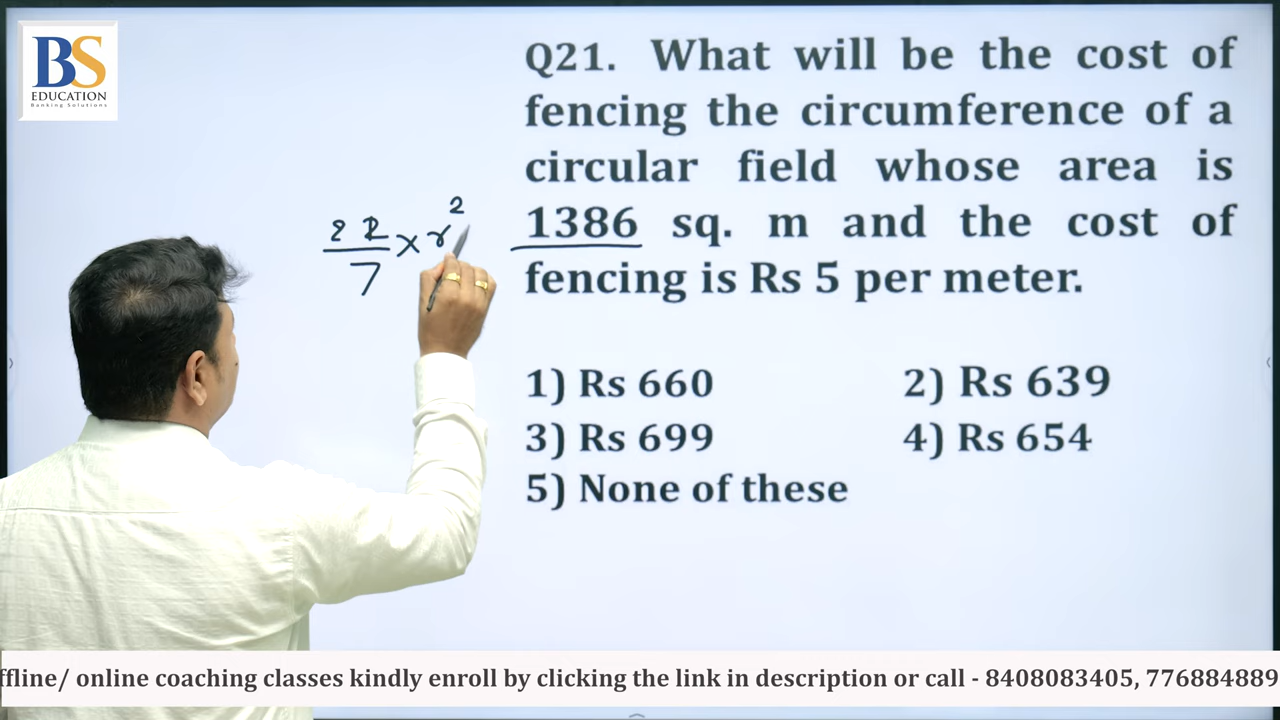 BS
EDUCATION
Banking Solutions
Q21. What will be the cost of
fencing the circumference of a
circular field whose area is
1386 sq. m and the cost of
fencing is Rs 5 per meter.
22
7
× r²
1) Rs 660
2) Rs 639
3) Rs 699
4) Rs 654
5) None of these
ffline/ online coaching classes kindly enroll by clicking the link in description or call - 8408083405, 776884889